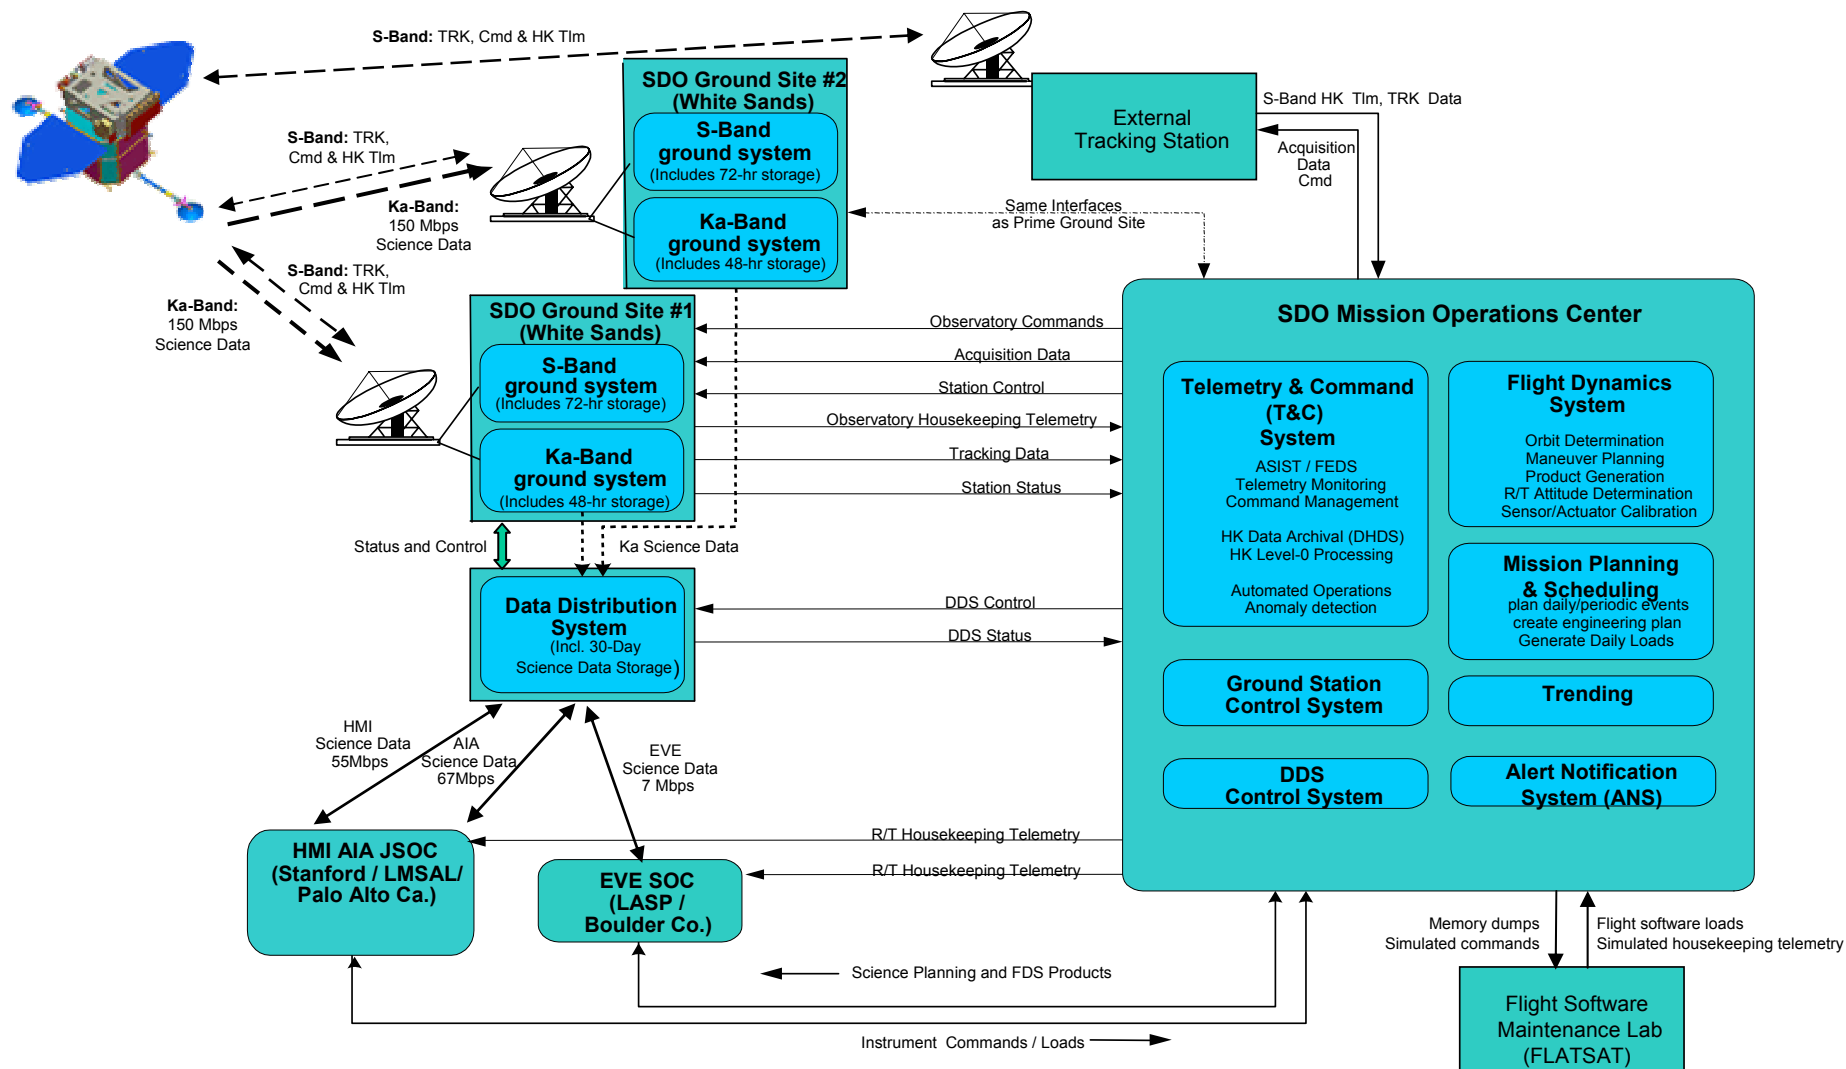 S-Band: TRK, Cmd & HK Tlm
SDO Ground Site #2
(White Sands)
S-Band
ground system
(Includes 72-hr storage)
Ka-Band
ground system
(Includes 48-hr storage)
External
Tracking Station
S-Band HK Tlm, TRK Data
Acquisition
Data
Cmd
S-Band: TRK,
Cmd & HK Tlm
Ka-Band:
150 Mbps
Science Data
Same Interfaces
as Prime Ground Site
S-Band: TRK,
Cmd & HK Tlm
Ka-Band:
150 Mbps
Science Data
SDO Ground Site #1
(White Sands)
S-Band
ground system
(Includes 72-hr storage)
Ka-Band
ground system
(Includes 48-hr storage)
Observatory Commands
Acquisition Data
Station Control
Observatory Housekeeping Telemetry
Tracking Data
Station Status
Status and Control
Ka Science Data
Data Distribution
System
(Incl. 30-Day
Science Data Storage)
DDS Control
DDS Status
SDO Mission Operations Center
Telemetry & Command
(T&C)
System
ASIST / FEDS
Telemetry Monitoring
Command Management
HK Data Archival (DHDS)
HK Level-0 Processing
Automated Operations
Anomaly detection
Flight Dynamics
System
Orbit Determination
Maneuver Planning
Product Generation
R/T Attitude Determination
Sensor/Actuator Calibration
Mission Planning
& Scheduling
plan daily/periodic events
create engineering plan
Generate Daily Loads
Ground Station
Control System
Trending
DDS
Control System
Alert Notification
System (ANS)
HMI
Science Data
55Mbps
AIA
Science Data
67Mbps
EVE
Science Data
7 Mbps
HMI AIA JSOC
(Stanford / LMSAL/
Palo Alto Ca.)
EVE SOC
(LASP /
Boulder Co.)
R/T Housekeeping Telemetry
R/T Housekeeping Telemetry
Science Planning and FDS Products
Instrument Commands / Loads
Memory dumps
Simulated commands
Flight software loads
Simulated housekeeping telemetry
Flight Software
Maintenance Lab
(FLATSAT)